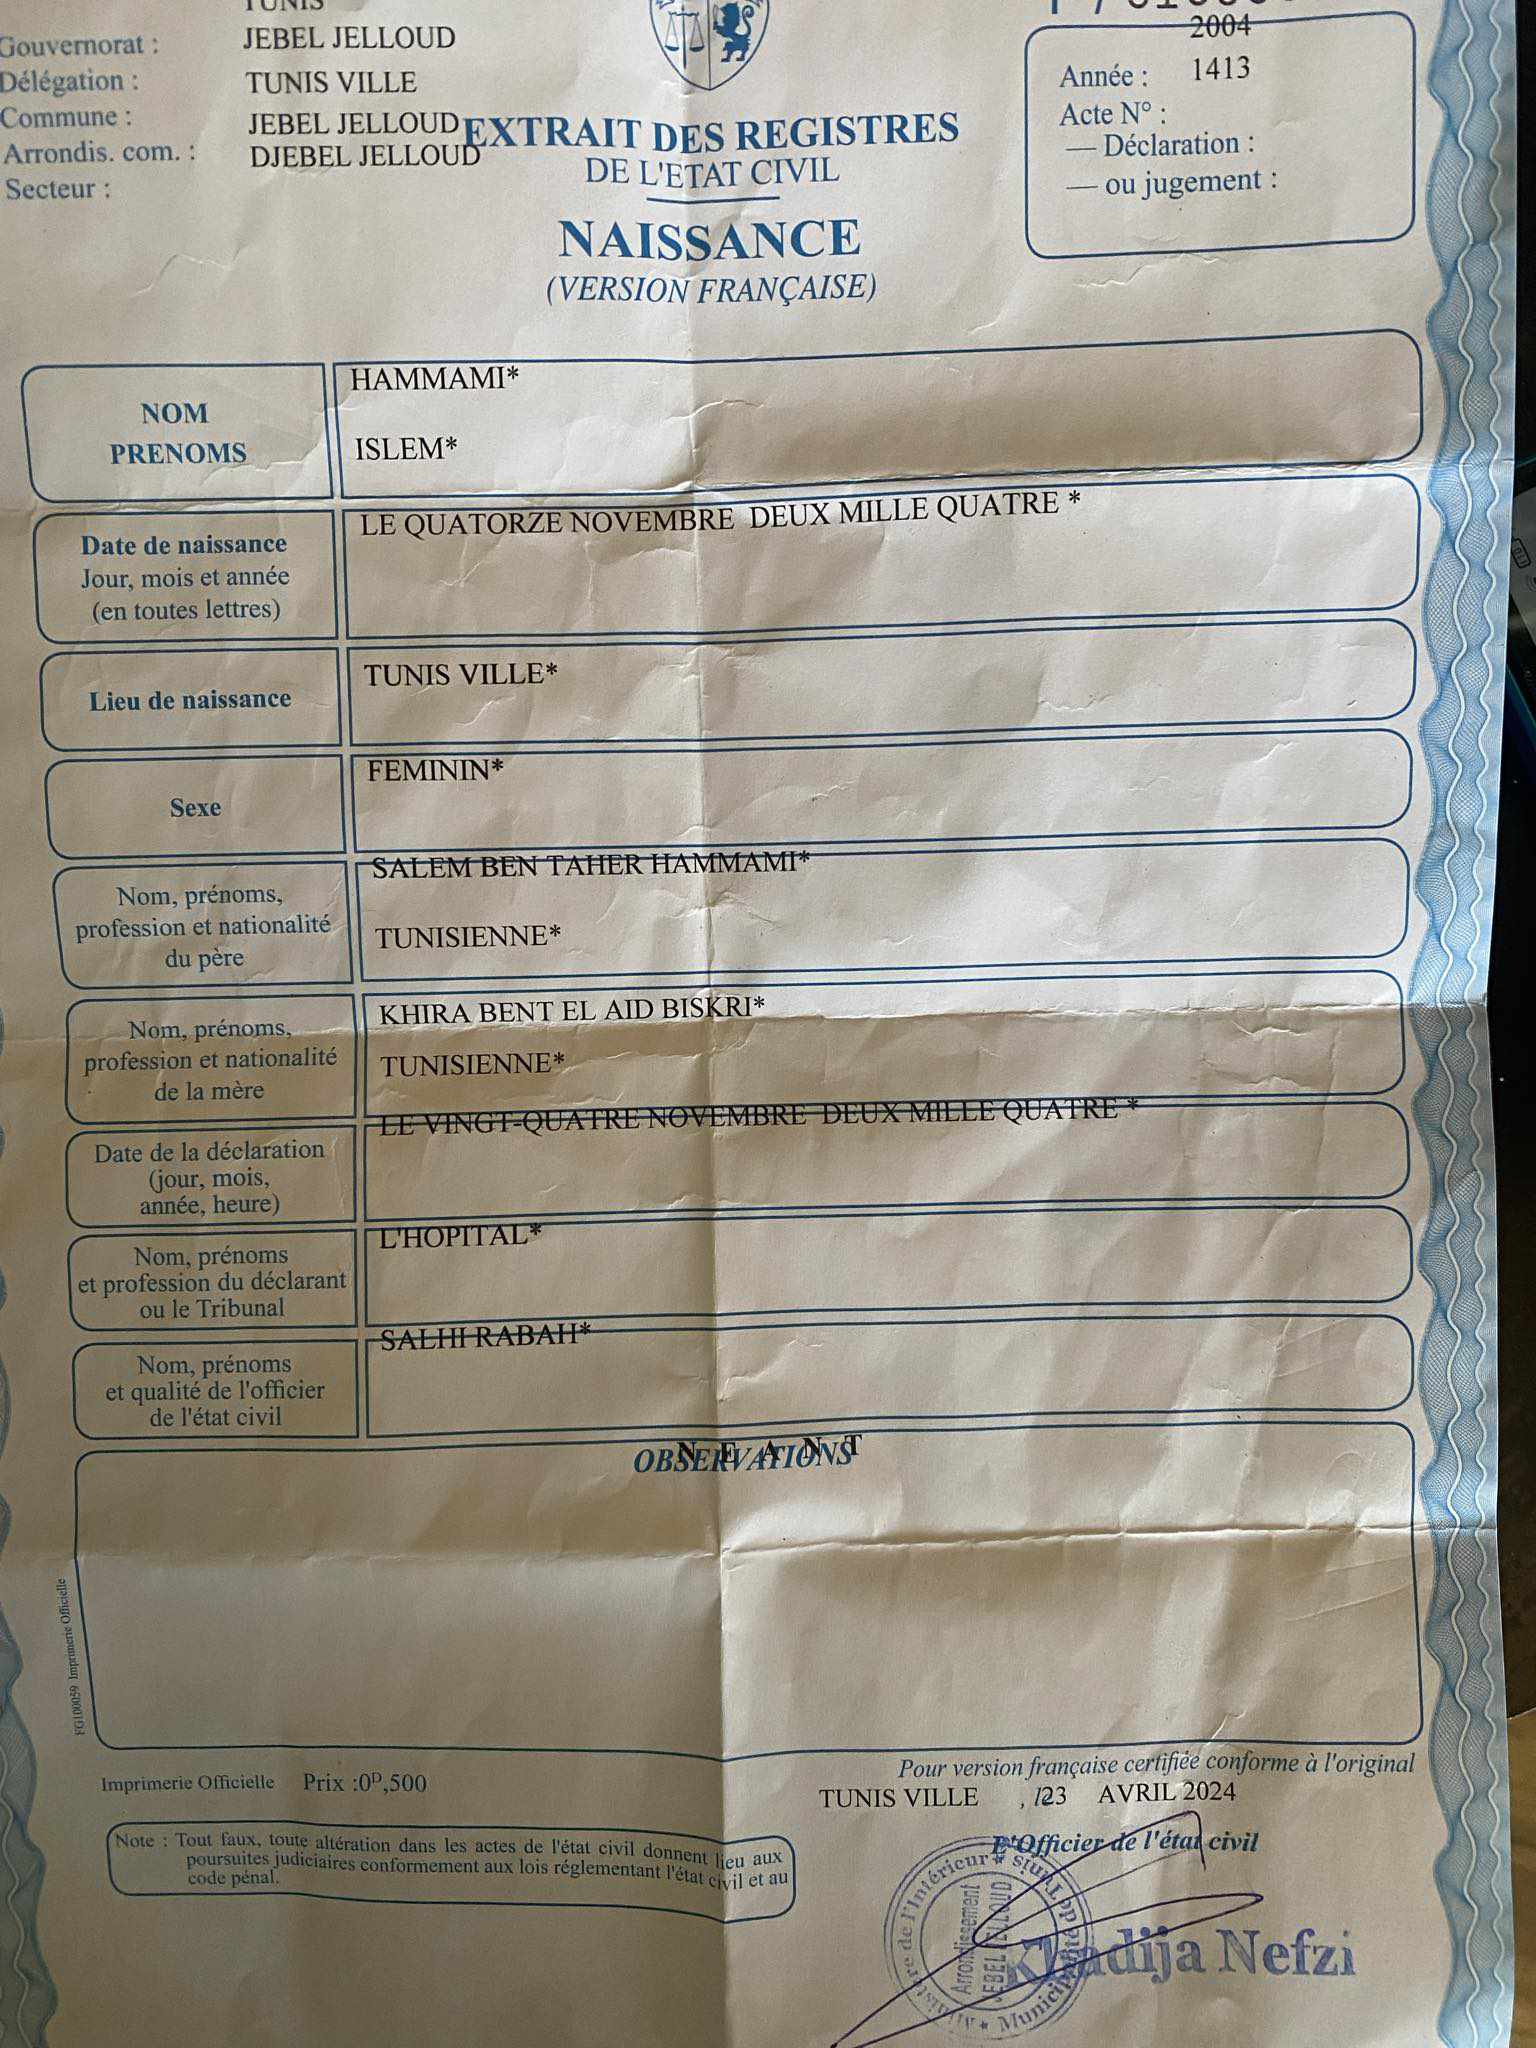 TUNIS
Gouvernorat : JEBEL JELLOUD
Délégation : TUNIS VILLE
Commune : JEBEL JELLOUD
Arrondis. com. : DJEBEL JELLOUD
Secteur :
EXTRAIT DES REGISTRES
DE L'ETAT CIVIL
NAISSANCE
(VERSION FRANÇAISE)
2004
Année : 1413
Acte N° :
— Déclaration :
— ou jugement :
NOM
PRENOMS
HAMMAMI*
ISLEM*
Date de naissance
Jour, mois et année
(en toutes lettres)
LE QUATORZE NOVEMBRE DEUX MILLE QUATRE *
Lieu de naissance
TUNIS VILLE*
Sexe
FEMININ*
Nom, prénoms,
profession et nationalité
du père
SALEM BEN TAHER HAMMAMI*
TUNISIENNE*
Nom, prénoms,
profession et nationalité
de la mère
KHIRA BENT EL AID BISKRI*
TUNISIENNE*
Date de la déclaration
(jour, mois,
année, heure)
LE VINGT-QUATRE NOVEMBRE DEUX MILLE QUATRE *
Nom, prénoms
et profession du déclarant
ou le Tribunal
L'HOPITAL*
Nom, prénoms
et qualité de l'officier
de l'état civil
SALHI RABAH*
OBSERVATIONS
N E A N T
FG100059 Imprimerie Officielle
Imprimerie Officielle Prix :0ᴰ,500
Note : Tout faux, toute altération dans les actes de l'état civil donnent lieu aux
poursuites judiciaires conformement aux lois réglementant l'état civil et au
code pénal.
Pour version française certifiée conforme à l'original
TUNIS VILLE , 23 AVRIL 2024
L'Officier de l'état civil
Ministère de l'Intérieur ★ Municipalité de Tunis ★
Arrondissement
JEBEL JELLOUD
Khadija Nefzi